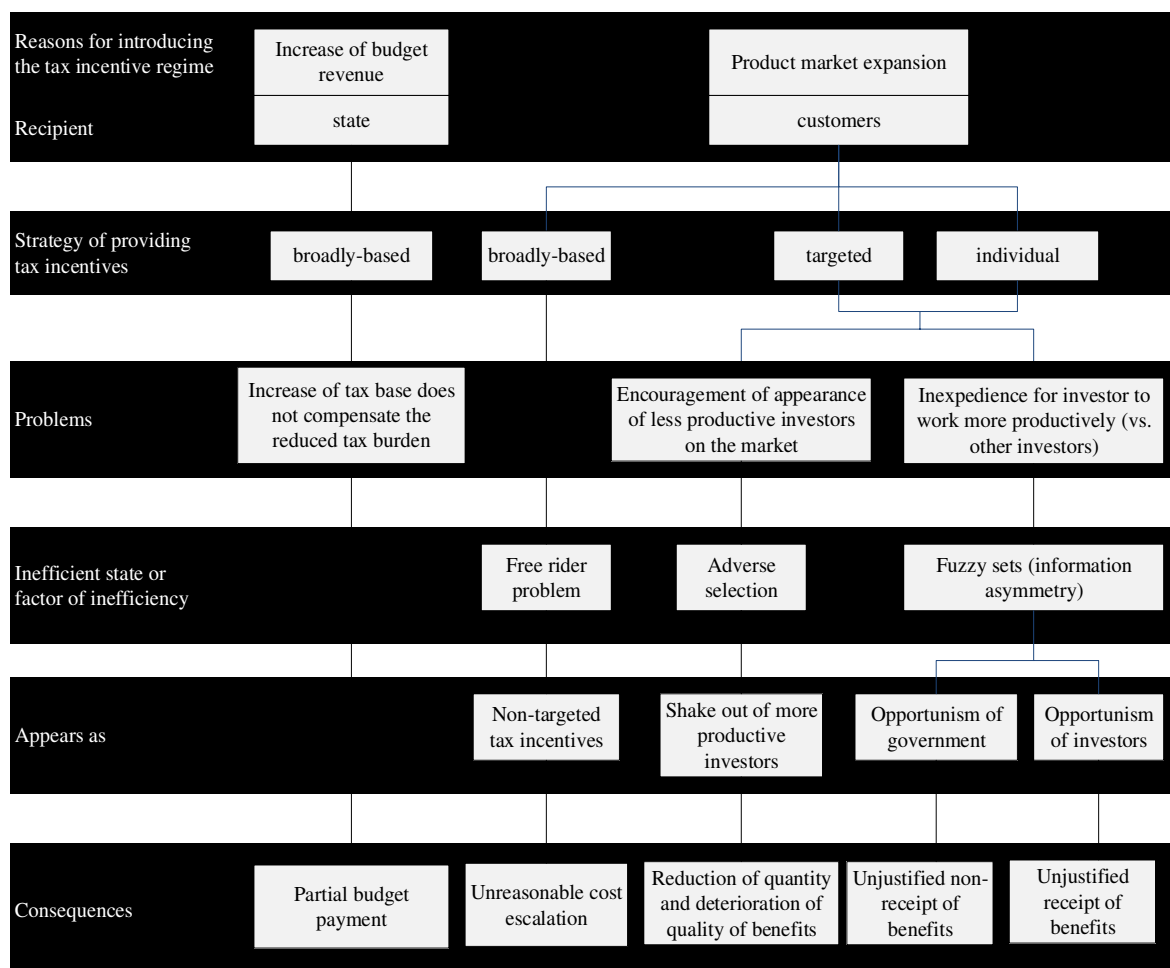 Reasons for introducing
the tax incentive regime
Increase of budget
revenue
Product market expansion
Recipient
state
customers
Strategy of providing
tax incentives
broadly-based
broadly-based
targeted
individual
Problems
Increase of tax base does
not compensate the
reduced tax burden
Encouragement of appearance
of less productive investors
on the market
Inexpedience for investor to
work more productively (vs.
other investors)
Inefficient state or
factor of inefficiency
Free rider
problem
Adverse
selection
Fuzzy sets (information
asymmetry)
Appears as
Non-targeted
tax incentives
Shake out of more
productive
investors
Opportunism of
government
Opportunism
of investors
Consequences
Partial budget
payment
Unreasonable cost
escalation
Reduction of quantity
and deterioration of
quality of benefits
Unjustified non-
receipt of
benefits
Unjustified
receipt of
benefits